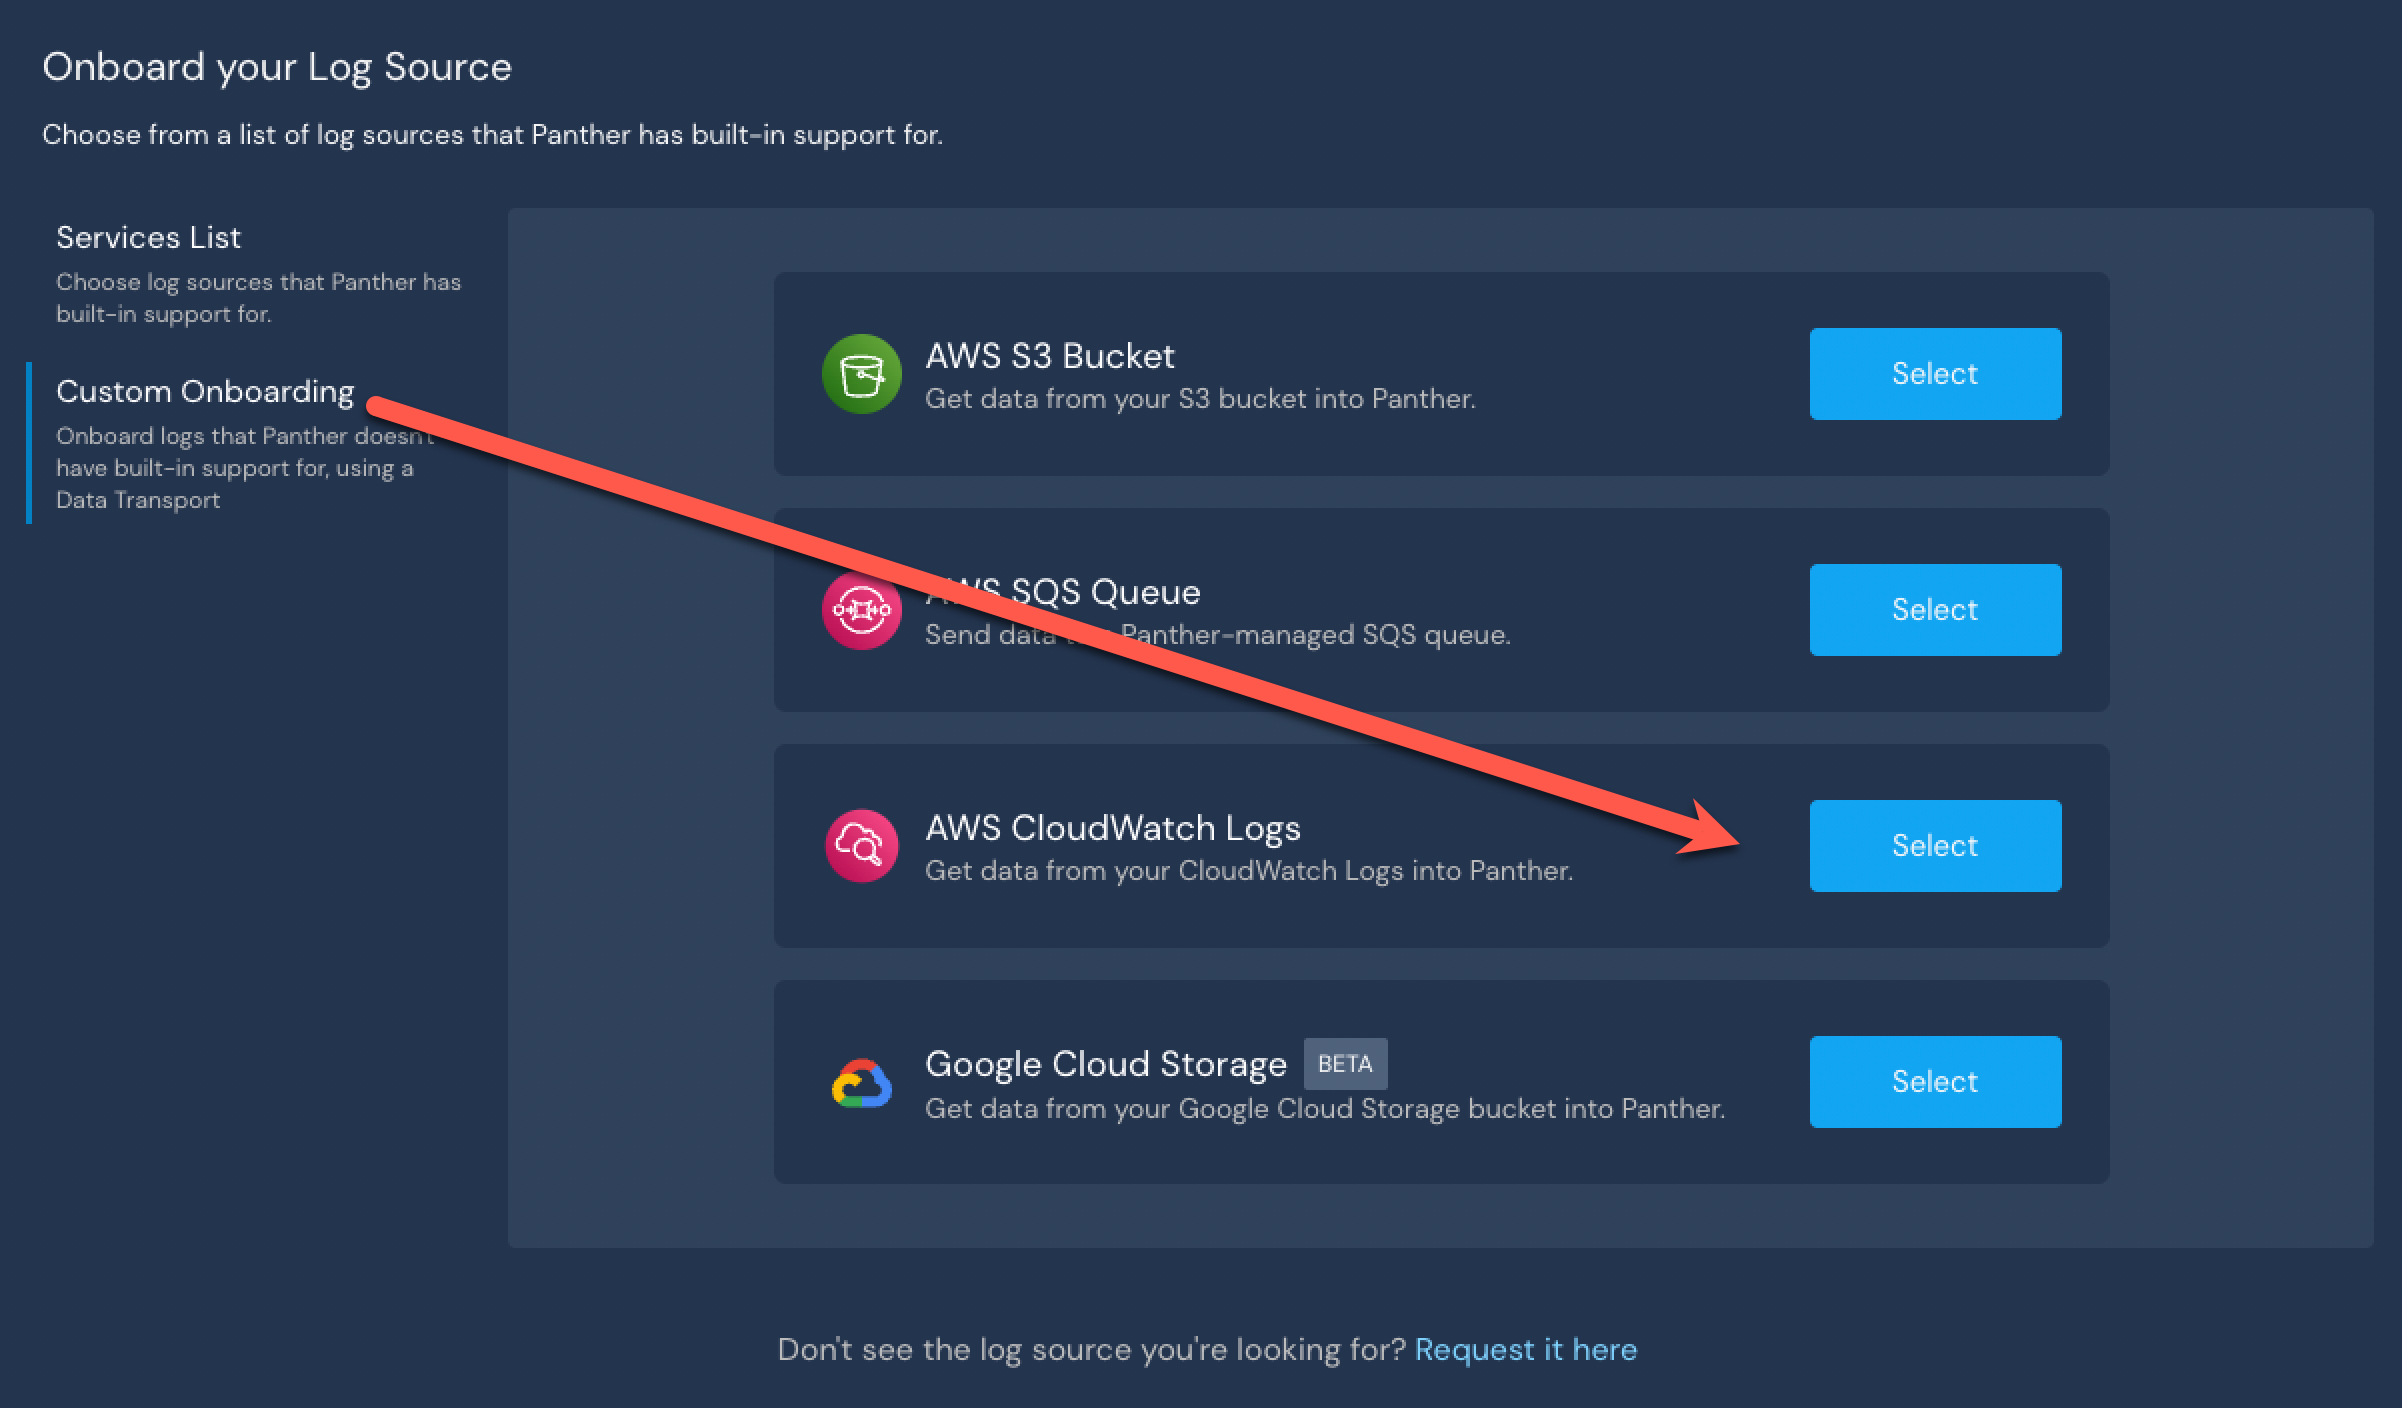 Onboard your Log Source
Choose from a list of log sources that Panther has built-in support for.
Services List
Choose log sources that Panther has
built-in support for.
Custom Onboarding
Onboard logs that Panther doesn't
have built-in support for, using a
Data Transport
AWS S3 Bucket
Get data from your S3 bucket into Panther.
Select
AWS SQS Queue
Send data Panther-managed SQS queue.
Select
AWS CloudWatch Logs
Get data from your CloudWatch Logs into Panther.
Select
Google Cloud Storage BETA
Get data from your Google Cloud Storage bucket into Panther.
Select
Don't see the log source you're looking for? Request it here